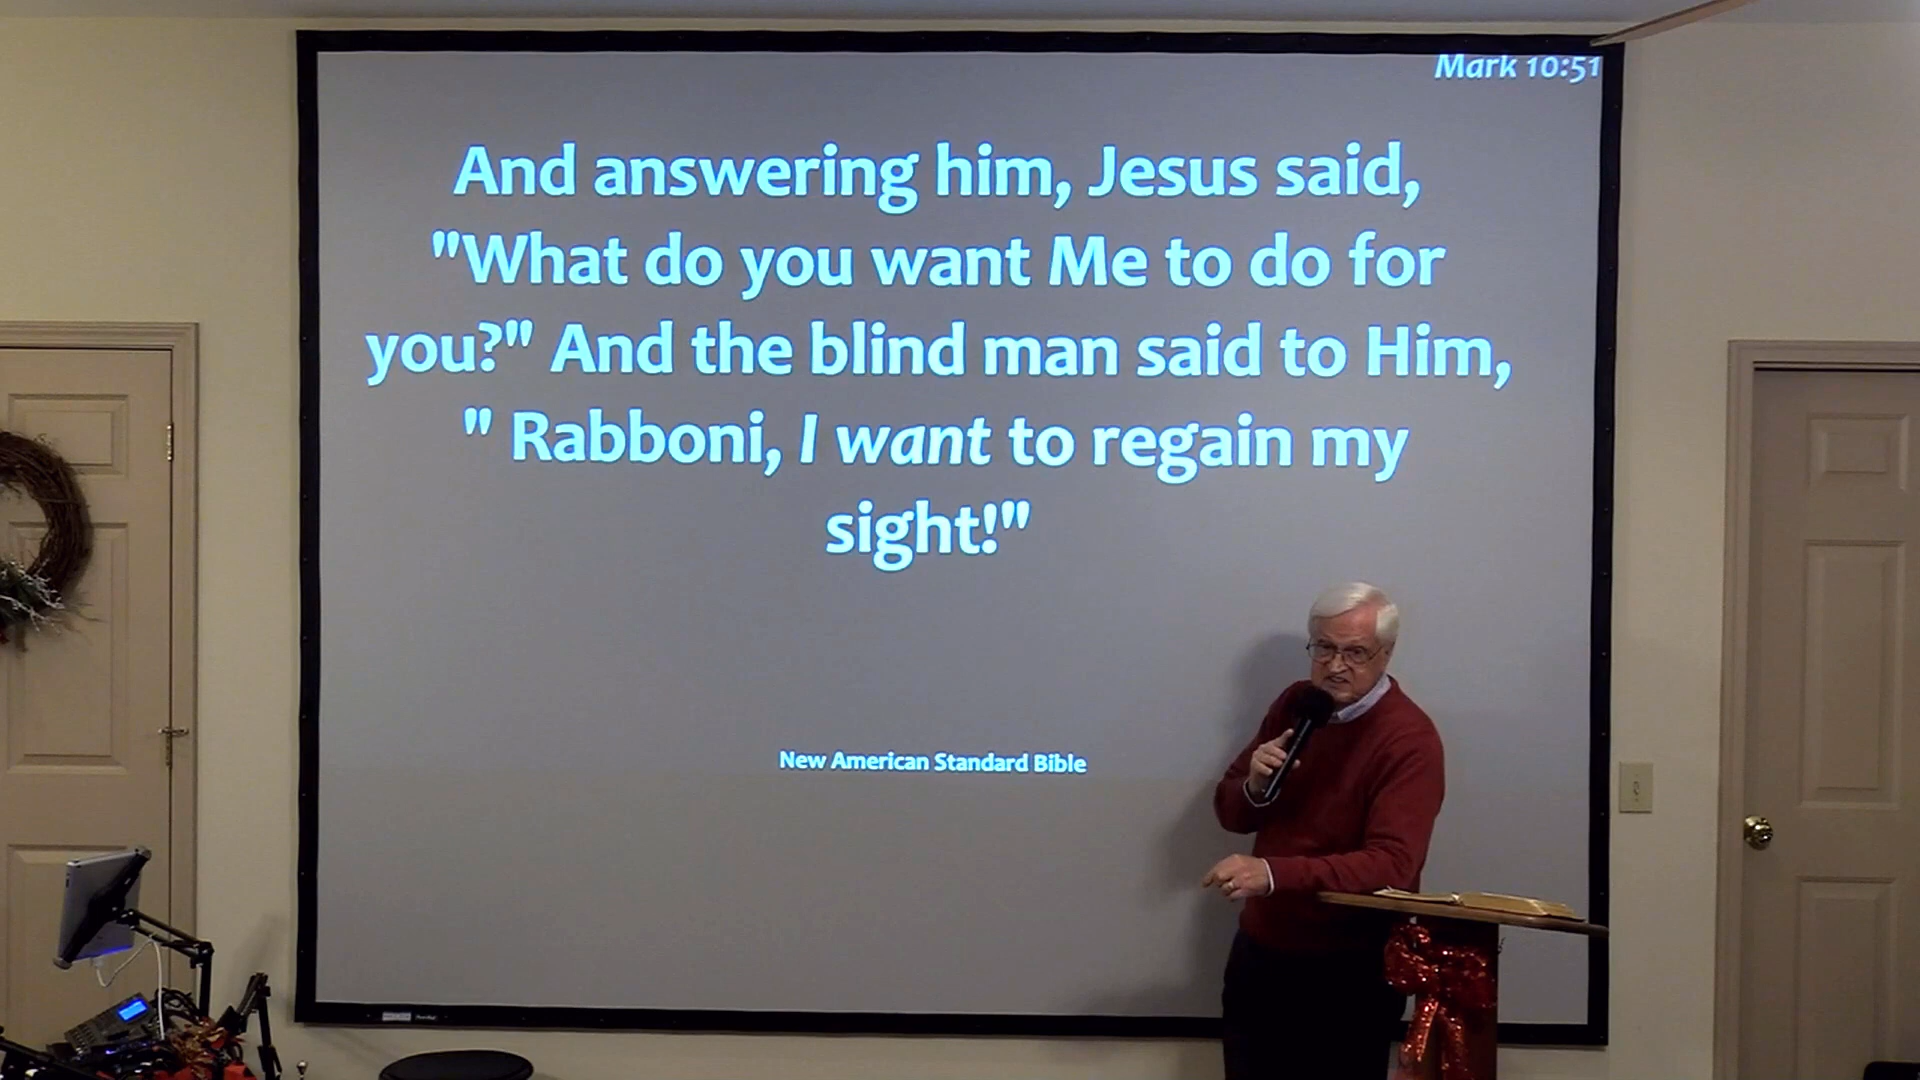 Mark 10:51
And answering him, Jesus said,
"What do you want Me to do for
you?" And the blind man said to Him,
" Rabboni, I want to regain my
sight!"
New American Standard Bible